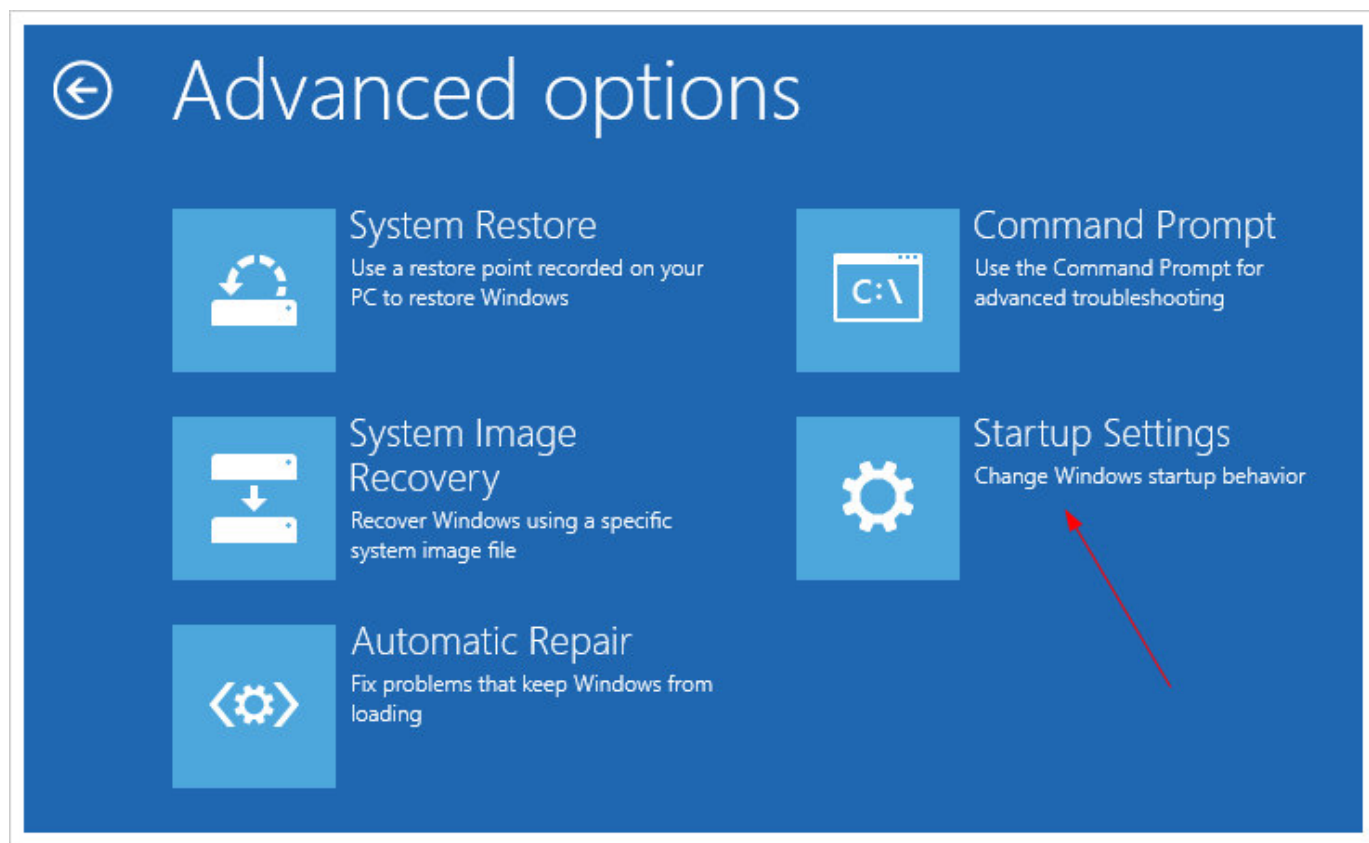 Advanced options
System Restore
Use a restore point recorded on your
PC to restore Windows
System Image
Recovery
Recover Windows using a specific
system image file
Automatic Repair
Fix problems that keep Windows from
loading
C:\
Command Prompt
Use the Command Prompt for
advanced troubleshooting
Startup Settings
Change Windows startup behavior